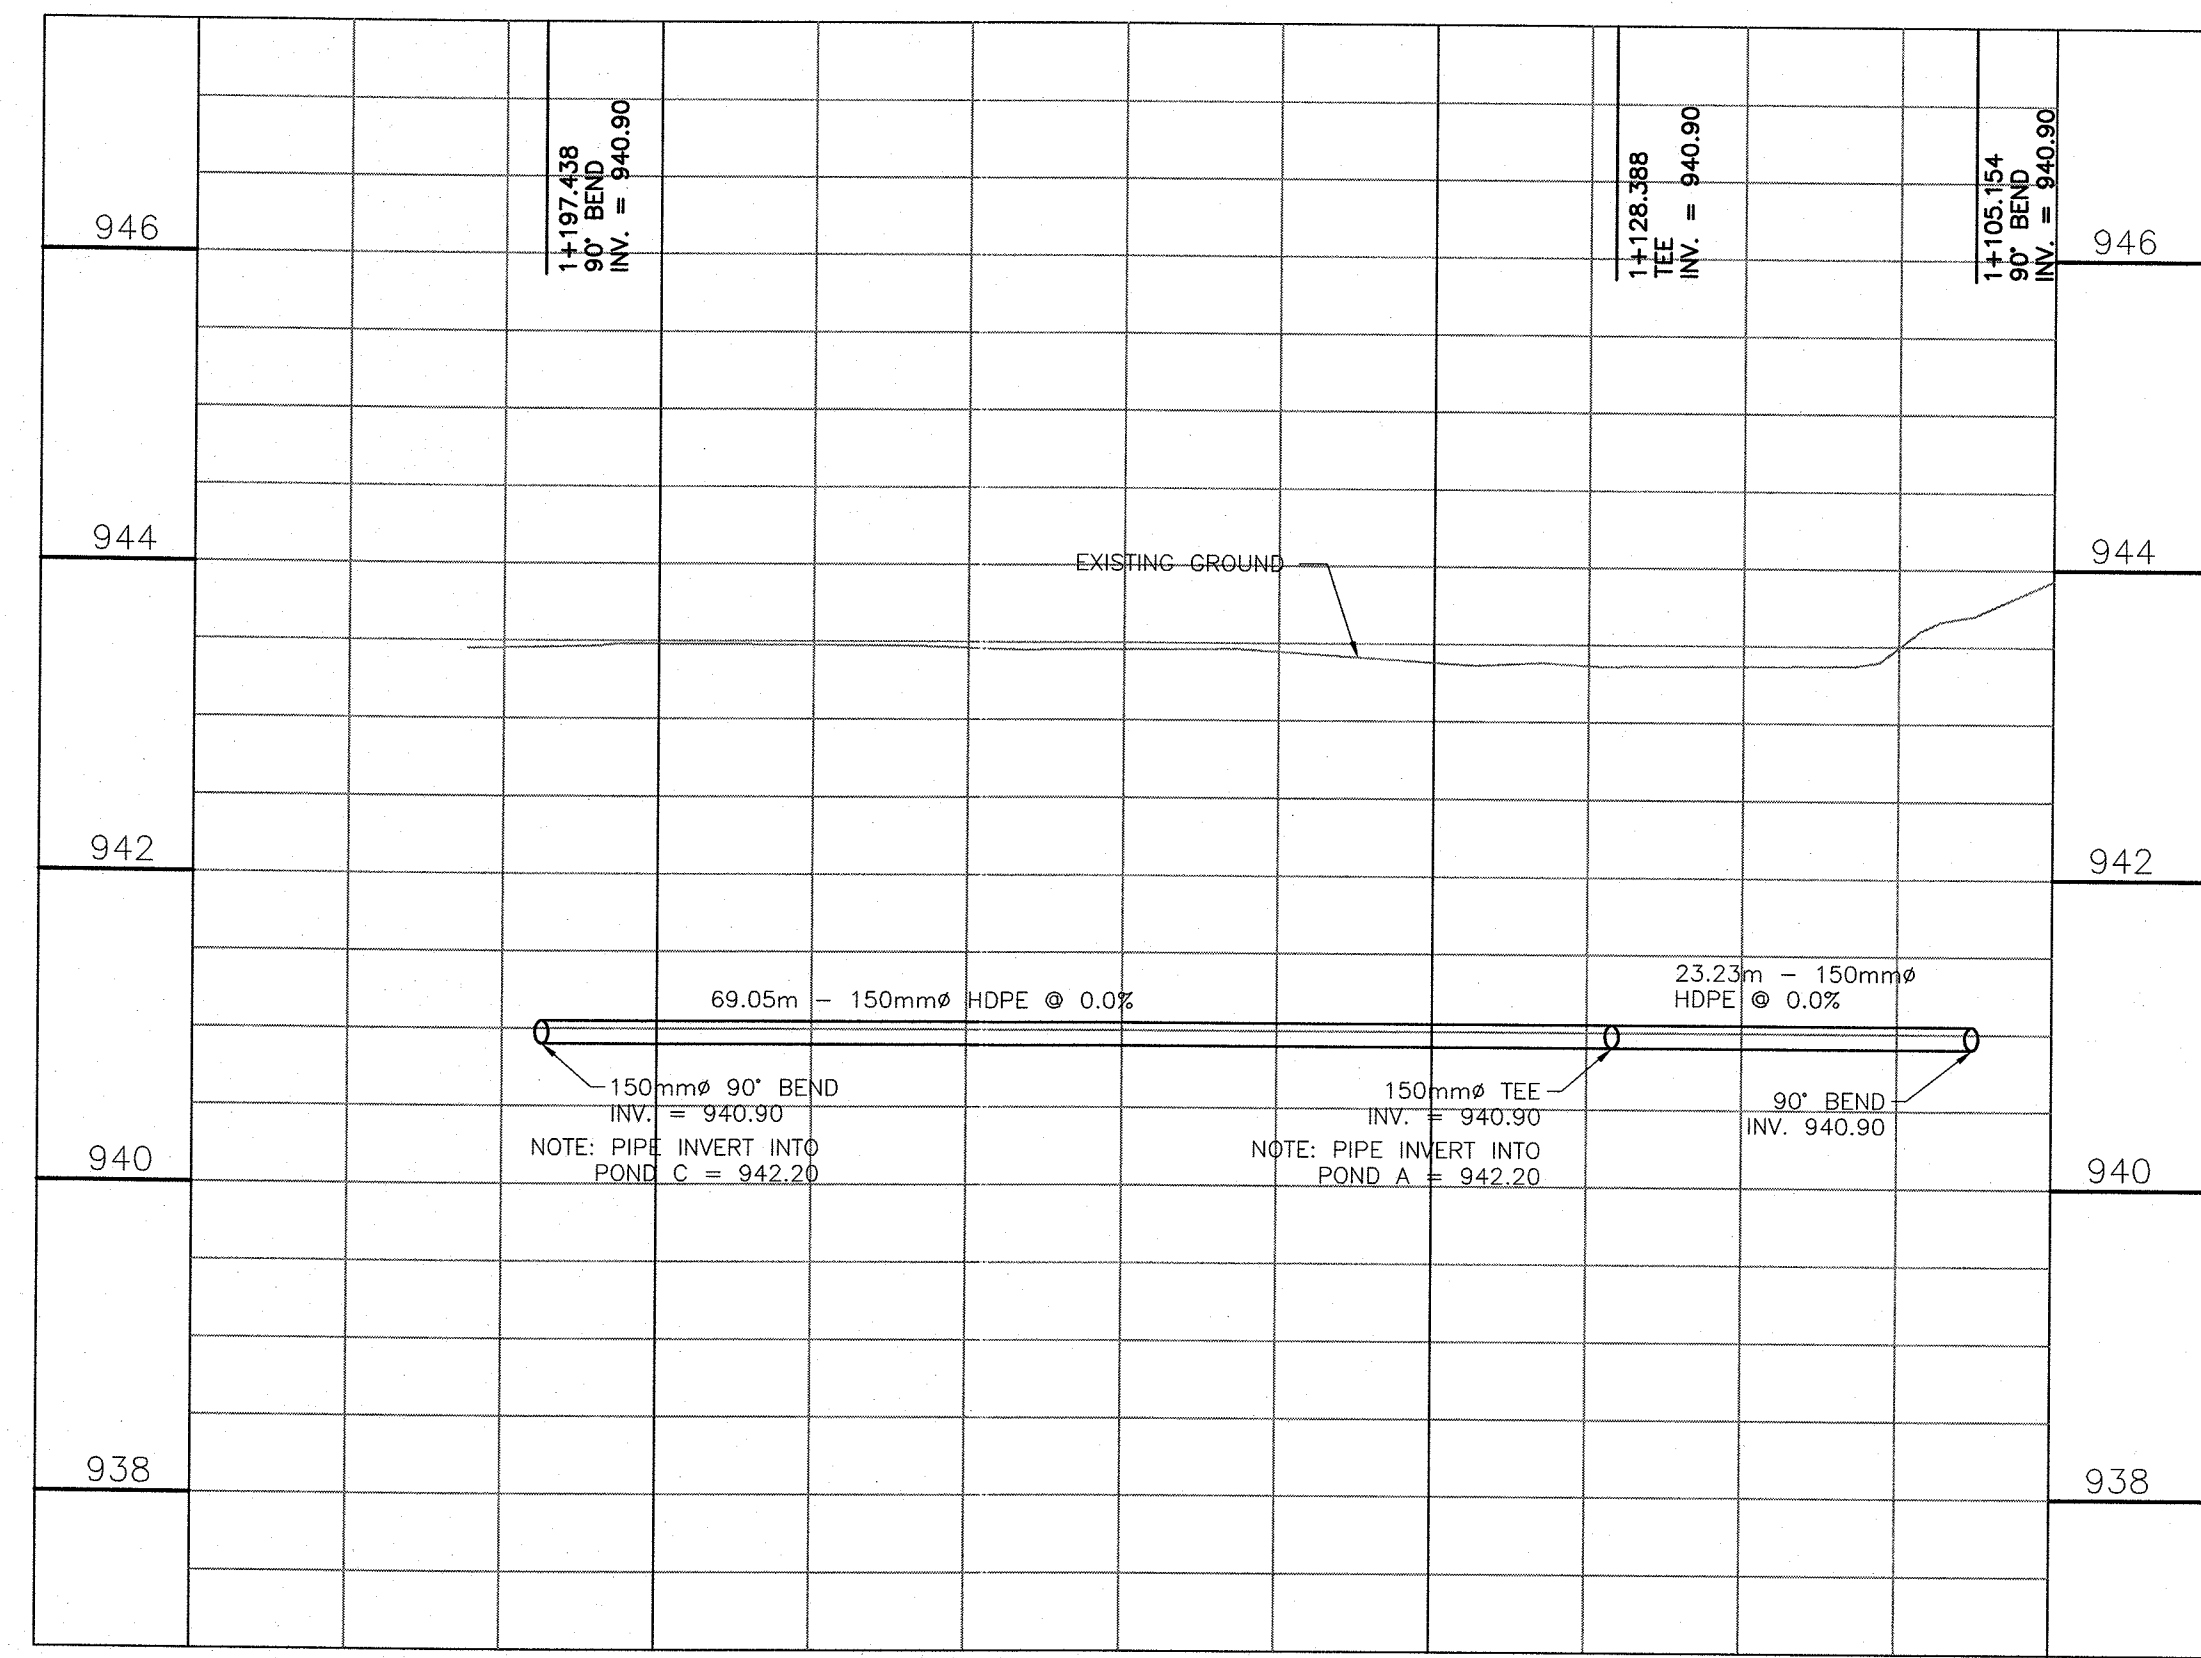 1+197.438
90° BEND
INV. = 940.90
1+128.388
TEE
INV. = 940.90
1+105.154
90° BEND
INV. = 940.90
946
946
944
944
EXISTING GROUND
942
942
69.05m – 150mmø HDPE @ 0.0%
23.23m – 150mmø
HDPE @ 0.0%
150mmø 90° BEND
INV. = 940.90
NOTE: PIPE INVERT INTO
POND C = 942.20
150mmø TEE
INV. = 940.90
NOTE: PIPE INVERT INTO
POND A = 942.20
90° BEND
INV. 940.90
940
940
938
938